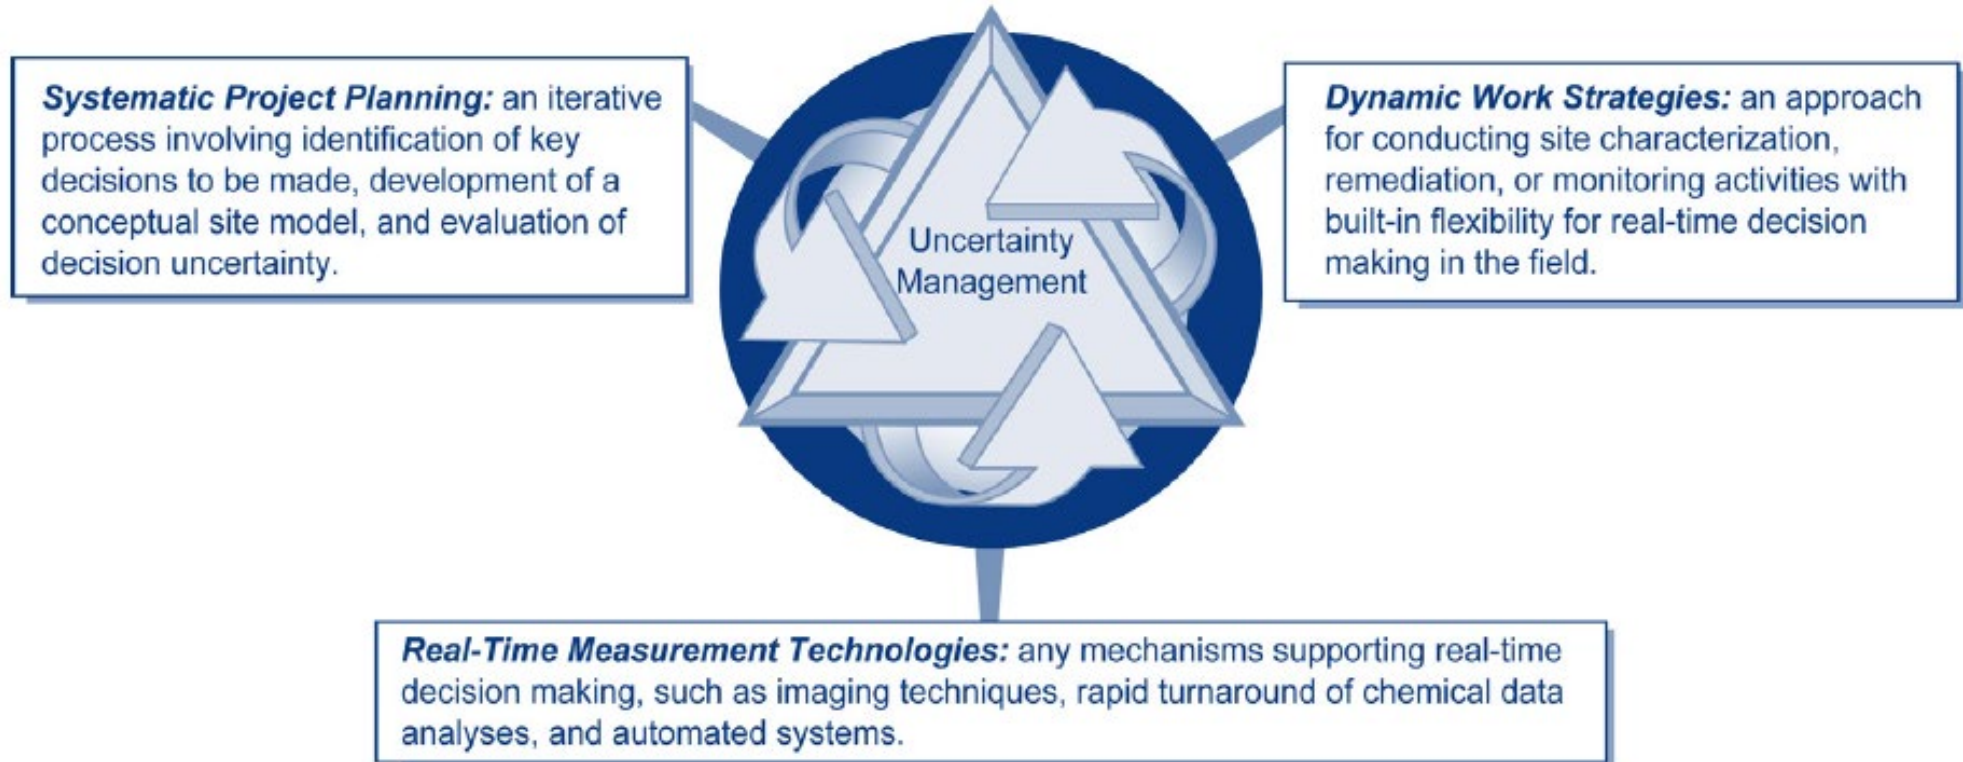 Systematic Project Planning: an iterative
process involving identification of key
decisions to be made, development of a
conceptual site model, and evaluation of
decision uncertainty.
Uncertainty
Management
Dynamic Work Strategies: an approach
for conducting site characterization,
remediation, or monitoring activities with
built-in flexibility for real-time decision
making in the field.
Real-Time Measurement Technologies: any mechanisms supporting real-time
decision making, such as imaging techniques, rapid turnaround of chemical data
analyses, and automated systems.